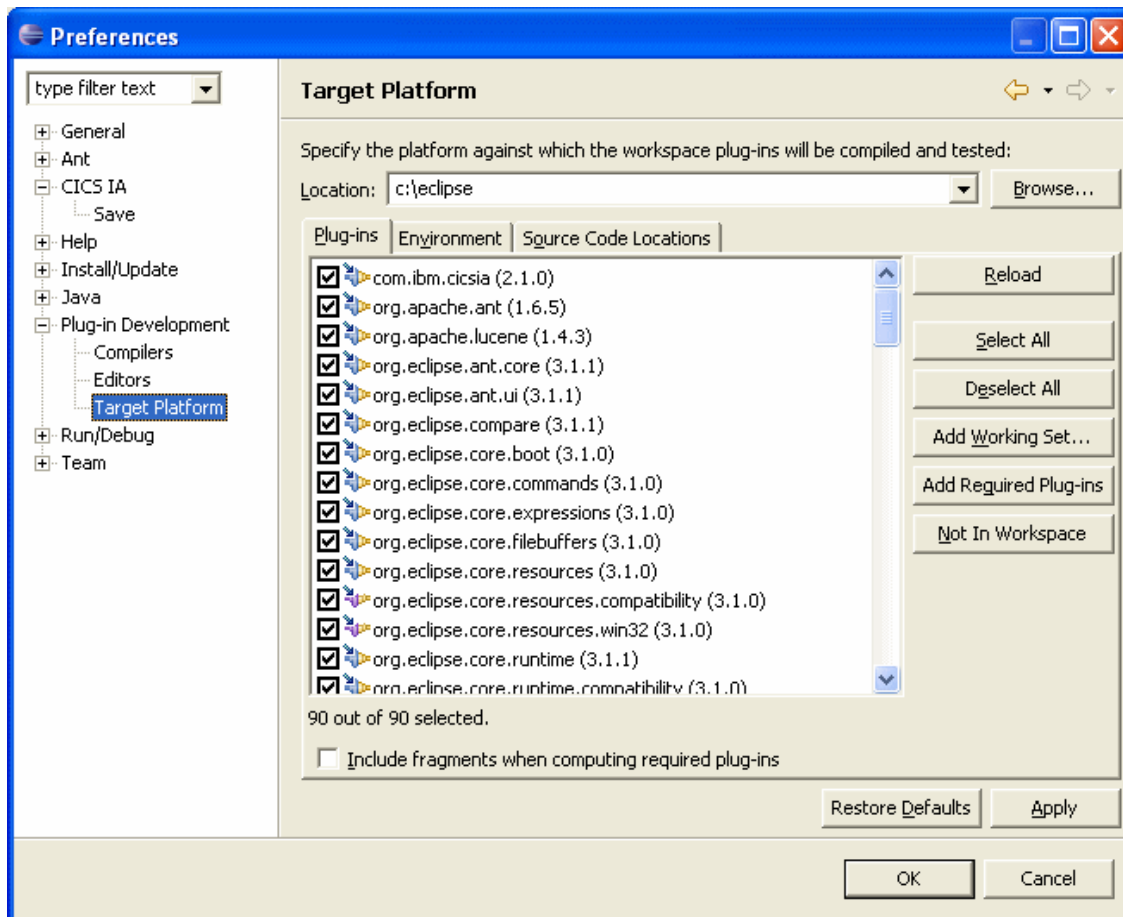 Preferences
type filter text
General
Ant
CICS IA
Save
Help
Install/Update
Java
Plug-in Development
Compilers
Editors
Target Platform
Run/Debug
Team
Target Platform
Specify the platform against which the workspace plug-ins will be compiled and tested:
Location: c:\eclipse Browse...
Plug-ins Environment Source Code Locations
com.ibm.cicsia (2.1.0)
org.apache.ant (1.6.5)
org.apache.lucene (1.4.3)
org.eclipse.ant.core (3.1.1)
org.eclipse.ant.ui (3.1.1)
org.eclipse.compare (3.1.1)
org.eclipse.core.boot (3.1.0)
org.eclipse.core.commands (3.1.0)
org.eclipse.core.expressions (3.1.0)
org.eclipse.core.filebuffers (3.1.0)
org.eclipse.core.resources (3.1.0)
org.eclipse.core.resources.compatibility (3.1.0)
org.eclipse.core.resources.win32 (3.1.0)
org.eclipse.core.runtime (3.1.1)
org.eclipse.core.runtime.compatibility (3.1.0)
Reload
Select All
Deselect All
Add Working Set...
Add Required Plug-ins
Not In Workspace
90 out of 90 selected.
Include fragments when computing required plug-ins
Restore Defaults Apply
OK Cancel